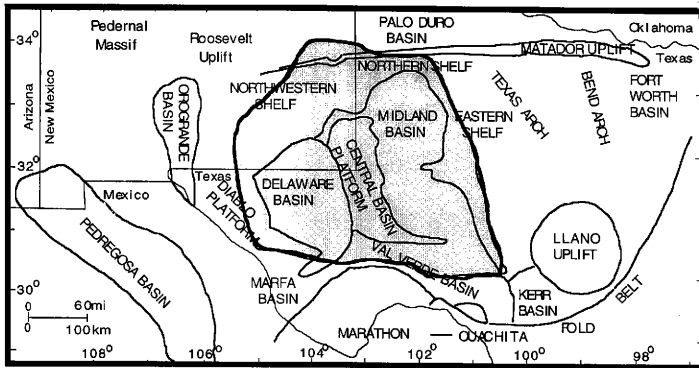 34°
Pedernal
Massif
Roosevelt
Uplift
PALO DURO
BASIN
Oklahoma
Texas
MATADOR UPLIFT
NORTHERN SHELF
NORTHWESTERN
SHELF
Arizona
New Mexico
OROGRANDE
BASIN
MIDLAND
BASIN
EASTERN
SHELF
TEXAS ARCH
BEND ARCH
FORT
WORTH
BASIN
32°
Mexico
Texas
DIABLO
PLATFORM
DELAWARE
BASIN
CENTRAL BASIN
PLATFORM
PEDREGOSA BASIN
VAL VERDE BASIN
LLANO
UPLIFT
30°
MARFA
BASIN
KERR
BASIN
BELT
0 60mi
0 100km
MARATHON
OUACHITA
FOLD
108° 106° 104° 102° 100° 98°